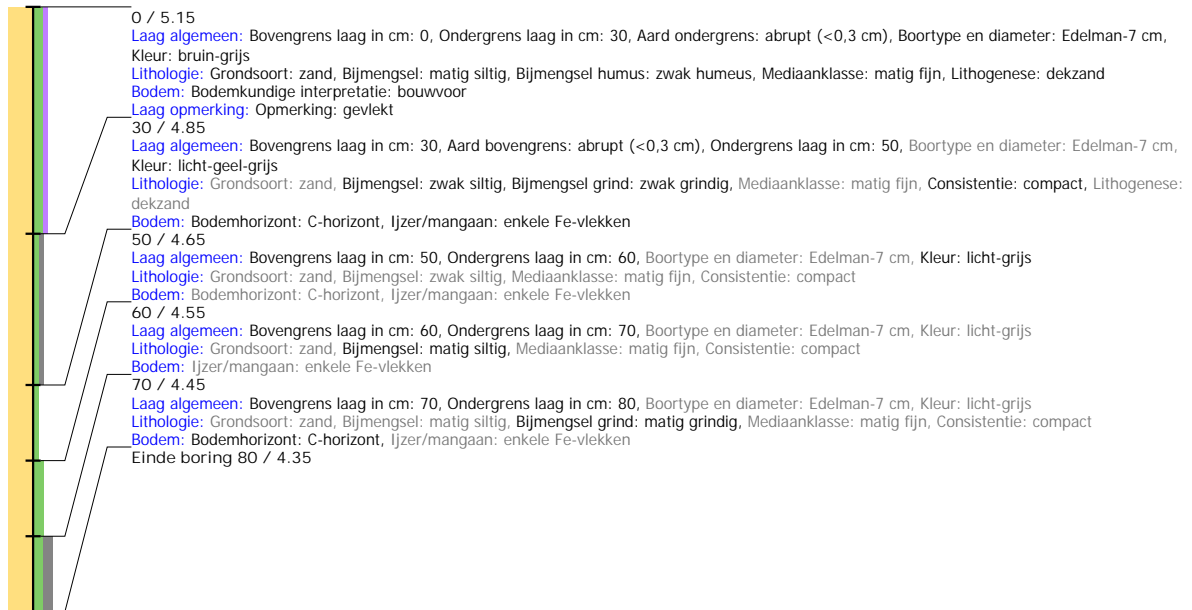 0 / 5.15
Laag algemeen: Bovengrens laag in cm: 0, Ondergrens laag in cm: 30, Aard ondergrens: abrupt (<0,3 cm), Boortype en diameter: Edelman-7 cm,
Kleur: bruin-grijs
Lithologie: Grondsoort: zand, Bijmengsel: matig siltig, Bijmengsel humus: zwak humeus, Mediaanklasse: matig fijn, Lithogenese: dekzand
Bodem: Bodemkundige interpretatie: bouwvoor
Laag opmerking: Opmerking: gevlekt
30 / 4.85
Laag algemeen: Bovengrens laag in cm: 30, Aard bovengrens: abrupt (<0,3 cm), Ondergrens laag in cm: 50, Boortype en diameter: Edelman-7 cm,
Kleur: licht-geel-grijs
Lithologie: Grondsoort: zand, Bijmengsel: zwak siltig, Bijmengsel grind: zwak grindig, Mediaanklasse: matig fijn, Consistentie: compact, Lithogenese:
dekzand
Bodem: Bodemhorizont: C-horizont, Ijzer/mangaan: enkele Fe-vlekken
50 / 4.65
Laag algemeen: Bovengrens laag in cm: 50, Ondergrens laag in cm: 60, Boortype en diameter: Edelman-7 cm, Kleur: licht-grijs
Lithologie: Grondsoort: zand, Bijmengsel: zwak siltig, Mediaanklasse: matig fijn, Consistentie: compact
Bodem: Bodemhorizont: C-horizont, Ijzer/mangaan: enkele Fe-vlekken
60 / 4.55
Laag algemeen: Bovengrens laag in cm: 60, Ondergrens laag in cm: 70, Boortype en diameter: Edelman-7 cm, Kleur: licht-grijs
Lithologie: Grondsoort: zand, Bijmengsel: matig siltig, Mediaanklasse: matig fijn, Consistentie: compact
Bodem: Ijzer/mangaan: enkele Fe-vlekken
70 / 4.45
Laag algemeen: Bovengrens laag in cm: 70, Ondergrens laag in cm: 80, Boortype en diameter: Edelman-7 cm, Kleur: licht-grijs
Lithologie: Grondsoort: zand, Bijmengsel: matig siltig, Bijmengsel grind: matig grindig, Mediaanklasse: matig fijn, Consistentie: compact
Bodem: Bodemhorizont: C-horizont, Ijzer/mangaan: enkele Fe-vlekken
Einde boring 80 / 4.35